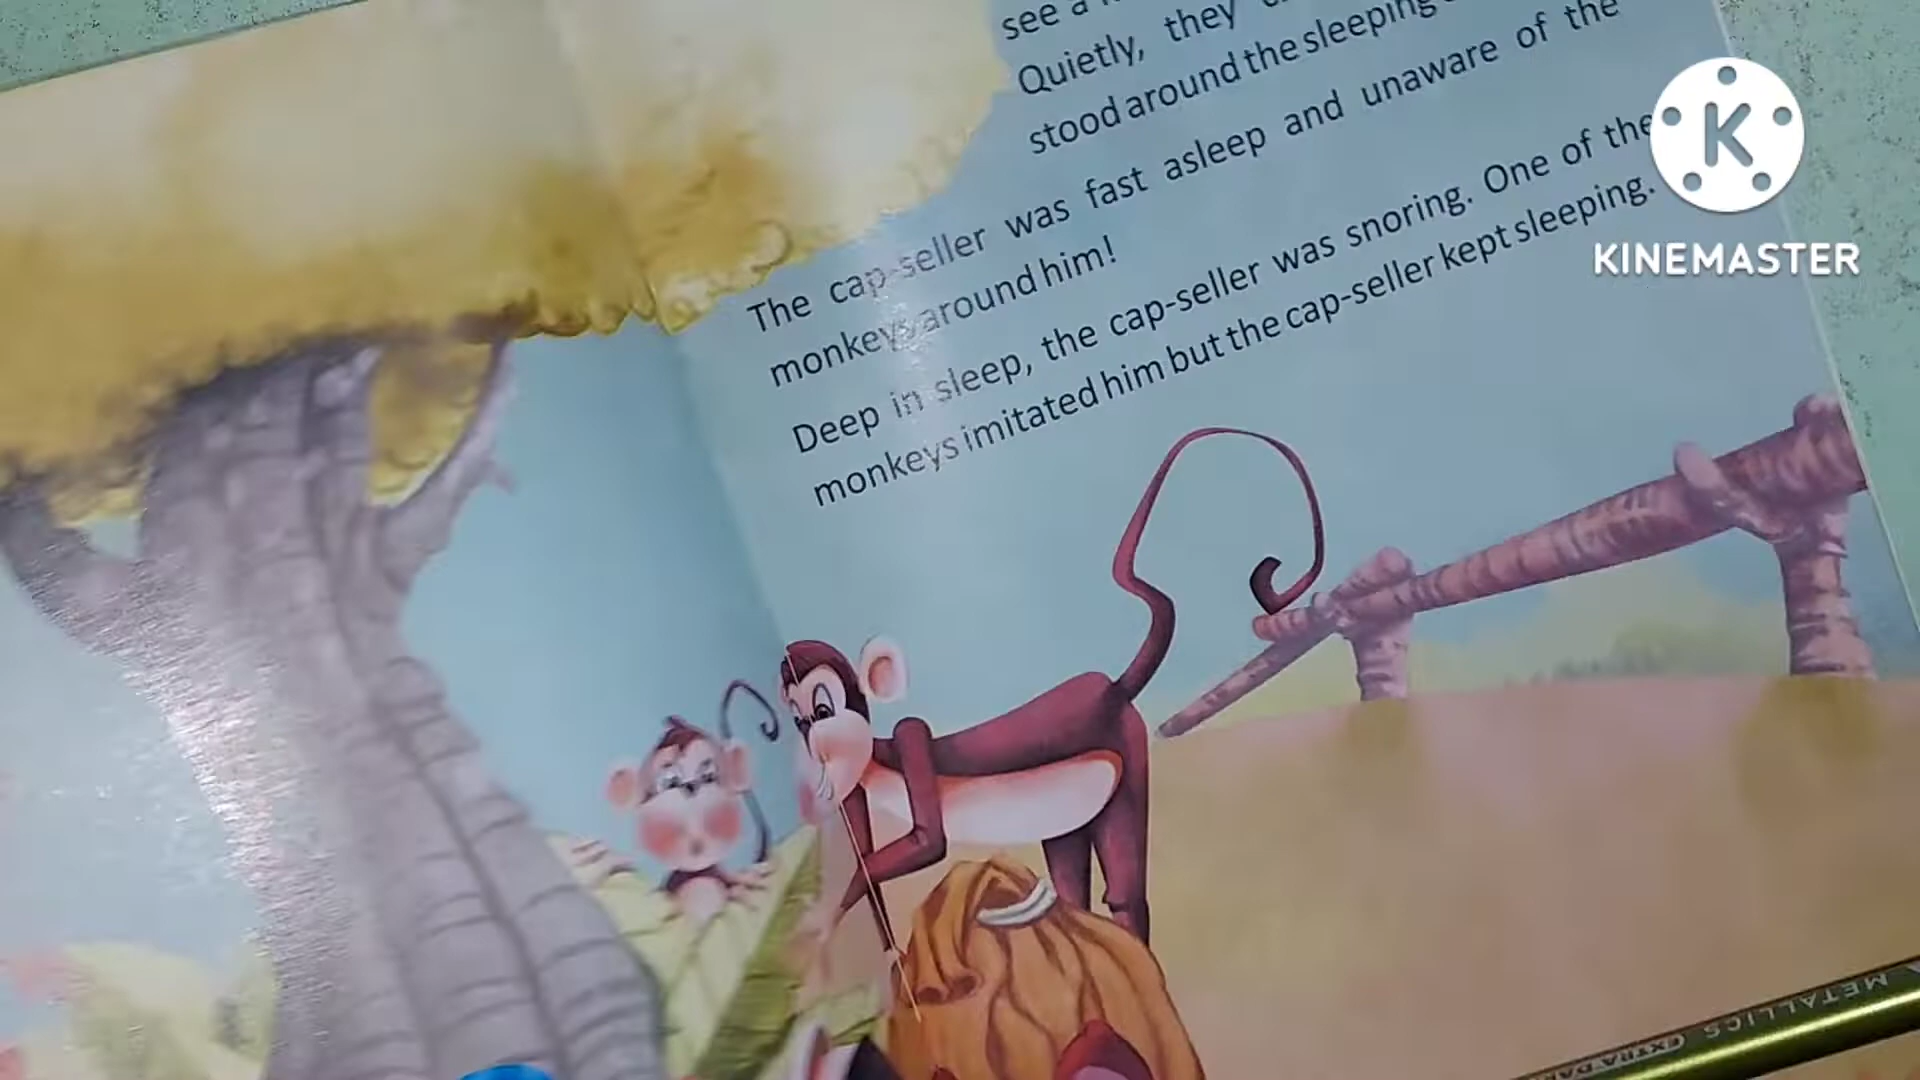 see a
Quietly, they
stood around the sleeping
The cap-seller was fast asleep and unaware of the
monkeys around him!
Deep in sleep, the cap-seller was snoring. One of the
monkeys imitated him but the cap-seller kept sleeping.
K
KINEMASTER
METALLICS EXTRA DARK